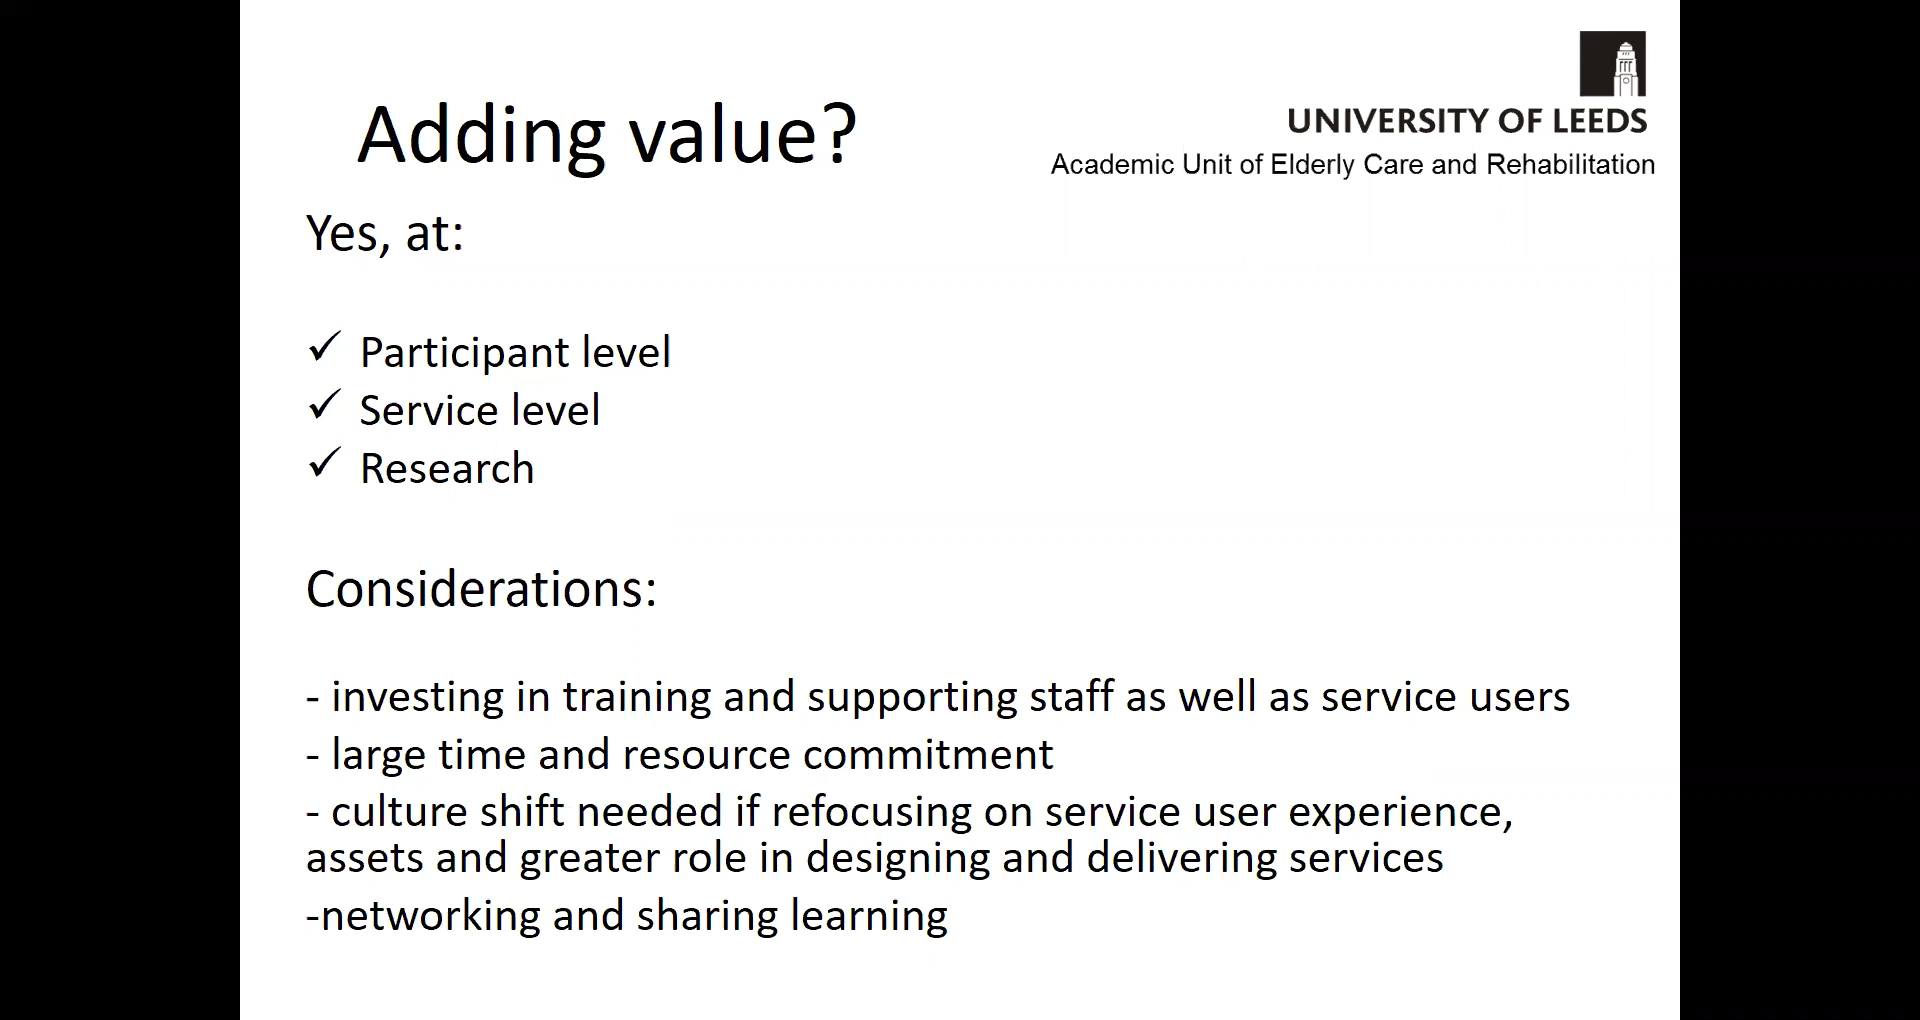 UNIVERSITY OF LEEDS
Academic Unit of Elderly Care and Rehabilitation
Adding value?
Yes, at:
✓ Participant level
✓ Service level
✓ Research
Considerations:
- investing in training and supporting staff as well as service users
- large time and resource commitment
- culture shift needed if refocusing on service user experience,
assets and greater role in designing and delivering services
-networking and sharing learning